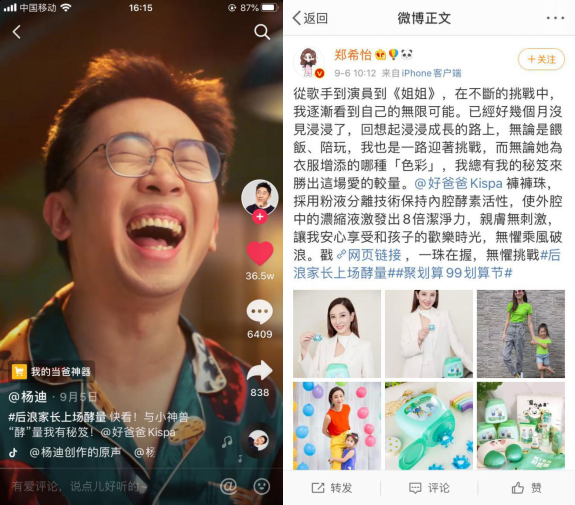 中国移动
16:15
87%
36.5w
6409
838
我的当爸神器
@杨迪 · 9月5日
#后浪家长上场酵量 快看！与小神兽
“酵”量我有秘笈！@好爸爸Kispa
@杨迪创作的原声 @杨
有爱评论，说点儿好听的~
返回
微博正文
郑希怡
9-6 10:12 来自 iPhone客户端
+关注
從歌手到演員到《姐姐》，在不斷的挑戰中，
我逐漸看到自己的無限可能。已經好幾個月沒
見浸浸了，回想起浸浸成長的路上，無論是餵
飯、陪玩，我也是一路迎著挑戰，而無論她為
衣服增添的哪種「色彩」，我總有我的秘笈來
勝出這場愛的較量。@好爸爸Kispa 褲褲珠，
採用粉液分離技術保持內腔酵素活性，使外腔
中的濃縮液激發出8倍潔淨力，親膚無刺激，
讓我安心享受和孩子的歡樂時光，無懼乘風破
浪。戳 网页链接 ，一珠在握，無懼挑戰#后
浪家长上场酵量##聚划算99划算节#
转发
评论
赞